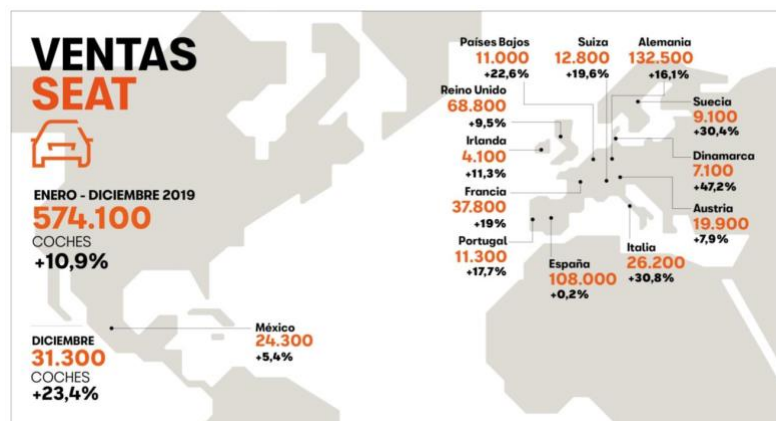 VENTAS
SEAT
ENERO - DICIEMBRE 2019
574.100
COCHES
+10,9%
DICIEMBRE
31.300
COCHES
+23,4%
México
24.300
+5,4%
Países Bajos
11.000
+22,6%
Suiza
12.800
+19,6%
Alemania
132.500
+16,1%
Reino Unido
68.800
+9,5%
Irlanda
4.100
+11,3%
Francia
37.800
+19%
Portugal
11.300
+17,7%
España
108.000
+0,2%
Italia
26.200
+30,8%
Suecia
9.100
+30,4%
Dinamarca
7.100
+47,2%
Austria
19.900
+7,9%